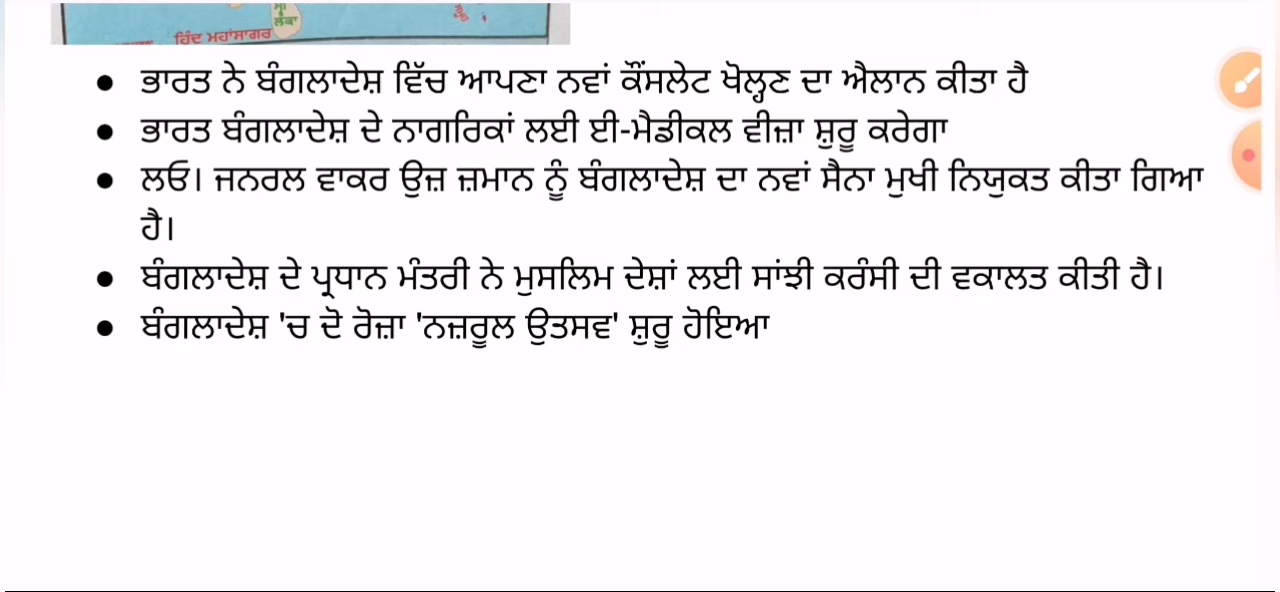 ਲੰਕਾ
ਹਿੰਦ ਮਹਾਂਸਾਗਰ
● ਭਾਰਤ ਨੇ ਬੰਗਲਾਦੇਸ਼ ਵਿੱਚ ਆਪਣਾ ਨਵਾਂ ਕੌਂਸਲੇਟ ਖੋਲ੍ਹਣ ਦਾ ਐਲਾਨ ਕੀਤਾ ਹੈ
● ਭਾਰਤ ਬੰਗਲਾਦੇਸ਼ ਦੇ ਨਾਗਰਿਕਾਂ ਲਈ ਈ-ਮੈਡੀਕਲ ਵੀਜ਼ਾ ਸ਼ੁਰੂ ਕਰੇਗਾ
● ਲਓ। ਜਨਰਲ ਵਾਕਰ ਉਜ਼ ਜ਼ਮਾਨ ਨੂੰ ਬੰਗਲਾਦੇਸ਼ ਦਾ ਨਵਾਂ ਸੈਨਾ ਮੁਖੀ ਨਿਯੁਕਤ ਕੀਤਾ ਗਿਆ
ਹੈ।
● ਬੰਗਲਾਦੇਸ਼ ਦੇ ਪ੍ਰਧਾਨ ਮੰਤਰੀ ਨੇ ਮੁਸਲਿਮ ਦੇਸ਼ਾਂ ਲਈ ਸਾਂਝੀ ਕਰੰਸੀ ਦੀ ਵਕਾਲਤ ਕੀਤੀ ਹੈ।
● ਬੰਗਲਾਦੇਸ਼ 'ਚ ਦੋ ਰੋਜ਼ਾ 'ਨਜ਼ਰੂਲ ਉਤਸਵ' ਸ਼ੁਰੂ ਹੋਇਆ